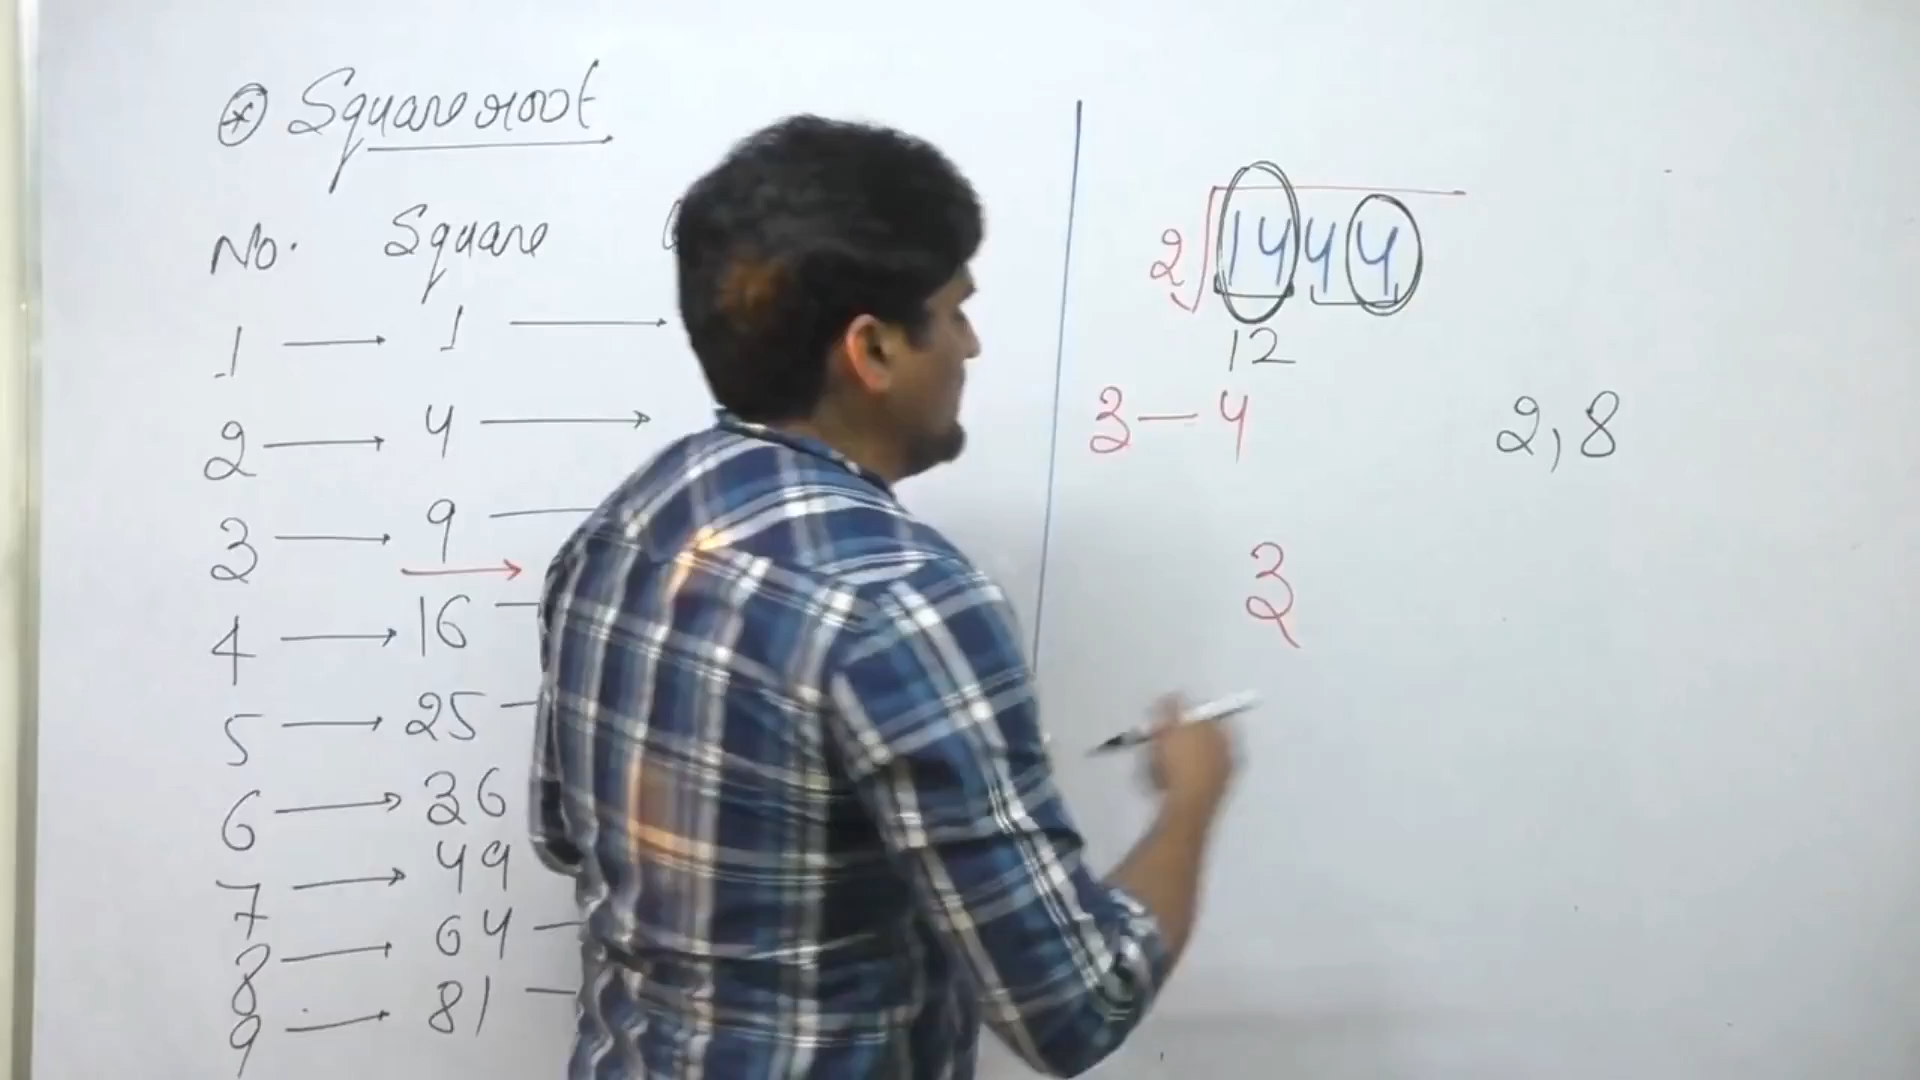 ⊛ Square root
No. Square
1 → 1 →
2 → 4 →
3 → 9 —
4 → 16 —
5 → 25 —
6 → 36
7 → 49
8 → 64 —
9 → 81 —
2√1444
12
3 — 4
2, 8
3